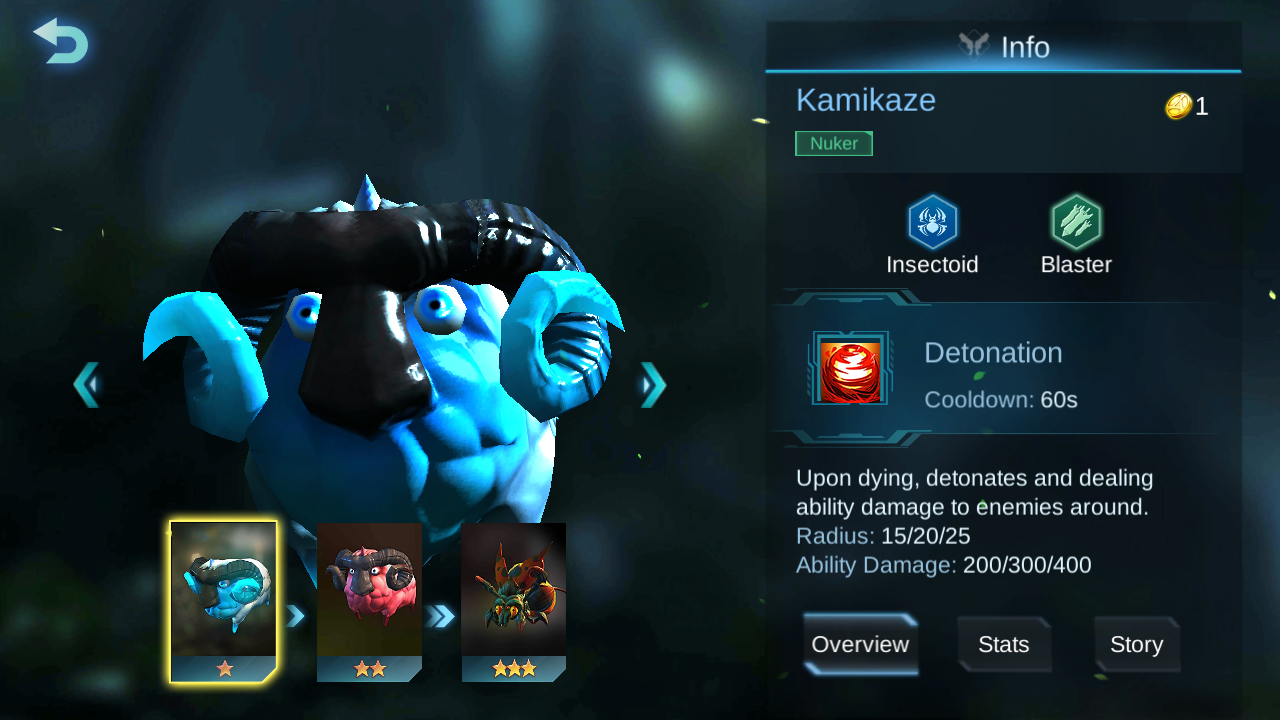 Info
Kamikaze
1
Nuker
Insectoid
Blaster
Detonation
Cooldown: 60s
Upon dying, detonates and dealing
ability damage to enemies around.
Radius: 15/20/25
Ability Damage: 200/300/400
Overview
Stats
Story